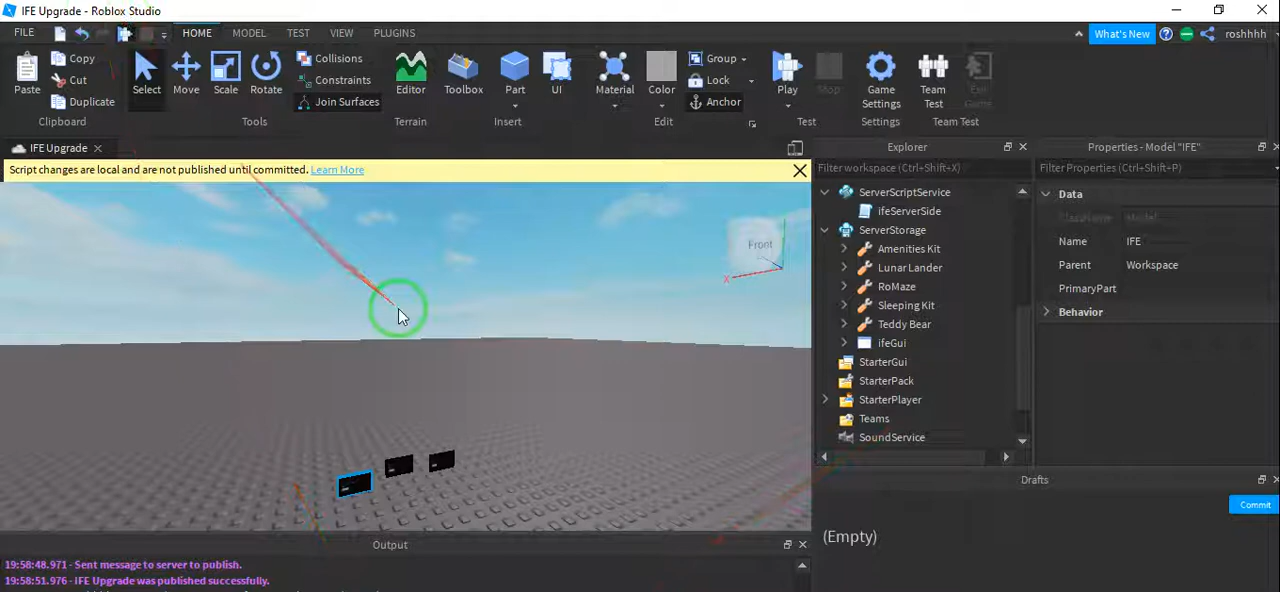 IFE Upgrade - Roblox Studio
FILE HOME MODEL TEST VIEW PLUGINS What's New roshhhh
Paste Copy Cut Duplicate
Select Move Scale Rotate Collisions Constraints Join Surfaces
Editor Toolbox Part UI
Material Color Group Lock Anchor
Play Stop Game Settings Team Test Exit Game
Clipboard Tools Terrain Insert Edit Test Settings Team Test
IFE Upgrade
Script changes are local and are not published until committed. Learn More
Front
X
Explorer
Filter workspace (Ctrl+Shift+X)
ServerScriptService
ifeServerSide
ServerStorage
Amenities Kit
Lunar Lander
RoMaze
Sleeping Kit
Teddy Bear
ifeGui
StarterGui
StarterPack
StarterPlayer
Teams
SoundService
Properties - Model "IFE"
Filter Properties (Ctrl+Shift+P)
Data
ClassName Model
Name IFE
Parent Workspace
PrimaryPart
Behavior
Drafts
Commit
(Empty)
Output
19:58:48.971 - Sent message to server to publish.
19:58:51.976 - IFE Upgrade was published successfully.